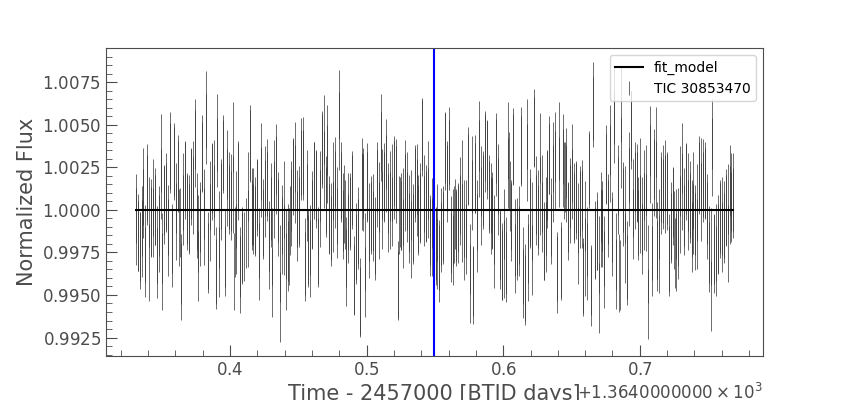 fit_model
TIC 30853470
Normalized Flux
1.0075
1.0050
1.0025
1.0000
0.9975
0.9950
0.9925
0.4
0.5
0.6
0.7
Time - 2457000 [BTJD days]
+1.3640000000 × 10³